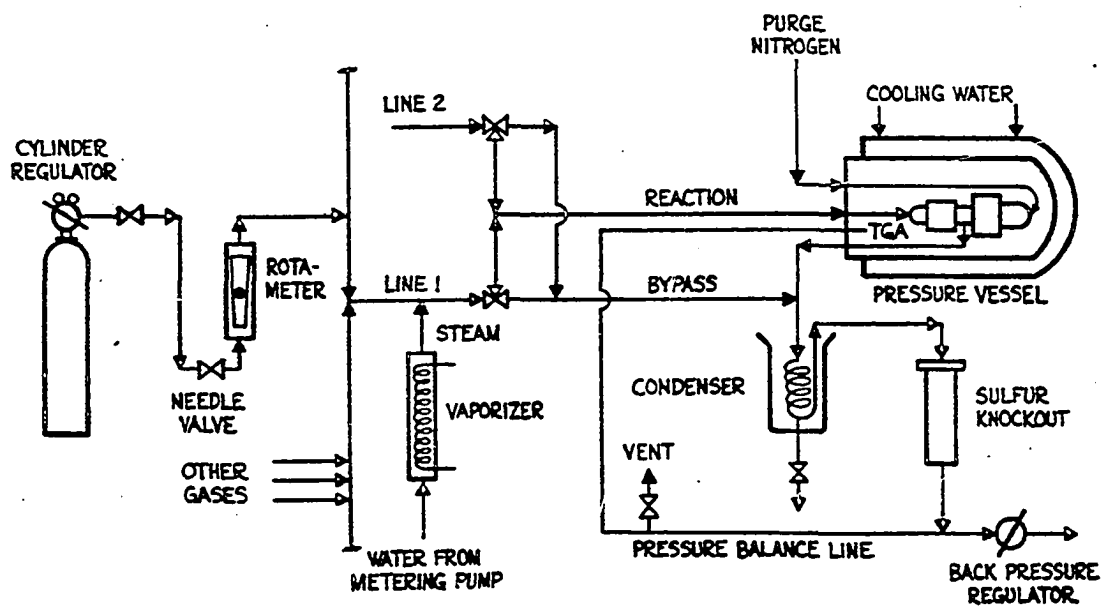 PURGE
NITROGEN
COOLING WATER
LINE 2
CYLINDER
REGULATOR
REACTION
TGA
ROTA-
METER
LINE 1
BYPASS
PRESSURE VESSEL
STEAM
CONDENSER
SULFUR
KNOCKOUT
VAPORIZER
NEEDLE
VALVE
VENT
OTHER
GASES
PRESSURE BALANCE LINE
WATER FROM
METERING PUMP
BACK PRESSURE
REGULATOR